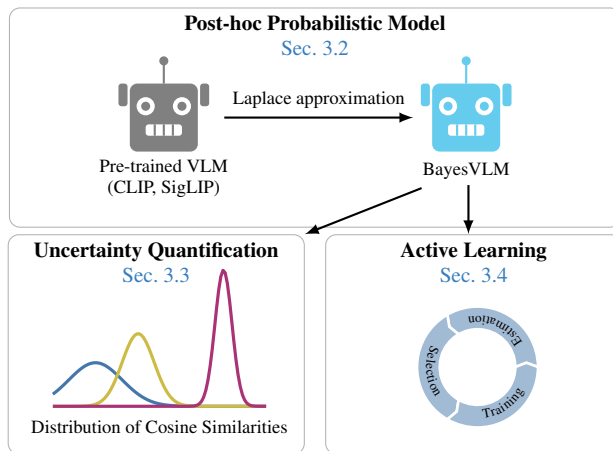 Post-hoc Probabilistic Model
Sec. 3.2
Laplace approximation
Pre-trained VLM
(CLIP, SigLIP)
BayesVLM
Uncertainty Quantification
Sec. 3.3
Distribution of Cosine Similarities
Active Learning
Sec. 3.4
Estimation
Selection
Training